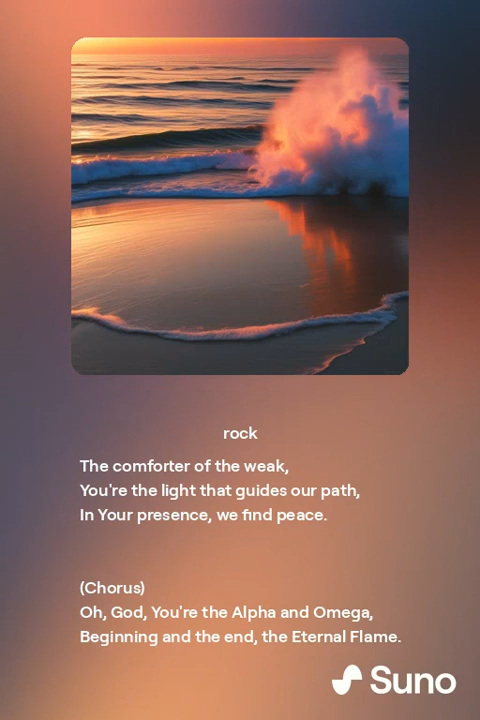 rock
The comforter of the weak,
You're the light that guides our path,
In Your presence, we find peace.
(Chorus)
Oh, God, You're the Alpha and Omega,
Beginning and the end, the Eternal Flame.
Suno